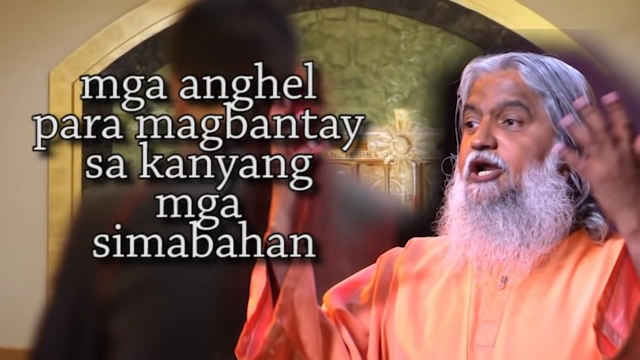 mga anghel
para magbantay
sa kanyang
mga
simabahan